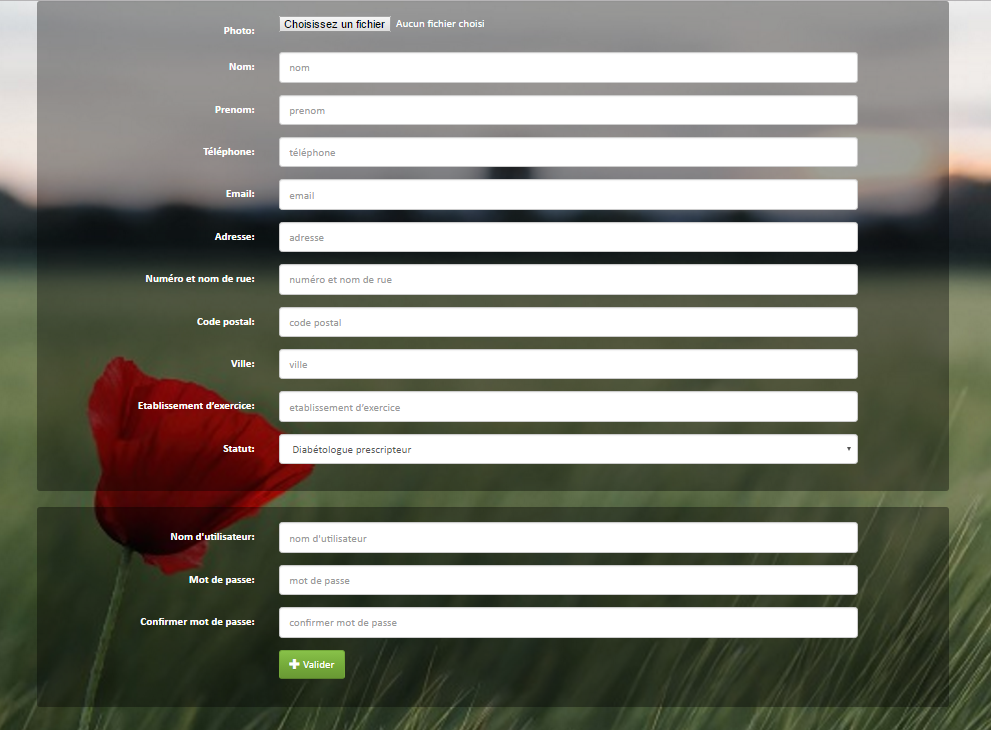 Photo: Choisissez un fichier Aucun fichier choisi
Nom: nom
Prenom: prenom
Téléphone: téléphone
Email: email
Adresse: adresse
Numéro et nom de rue: numéro et nom de rue
Code postal: code postal
Ville: ville
Etablissement d'exercice: etablissement d'exercice
Statut: Diabétologue prescripteur
Nom d'utilisateur: nom d'utilisateur
Mot de passe: mot de passe
Confirmer mot de passe: confirmer mot de passe
Valider